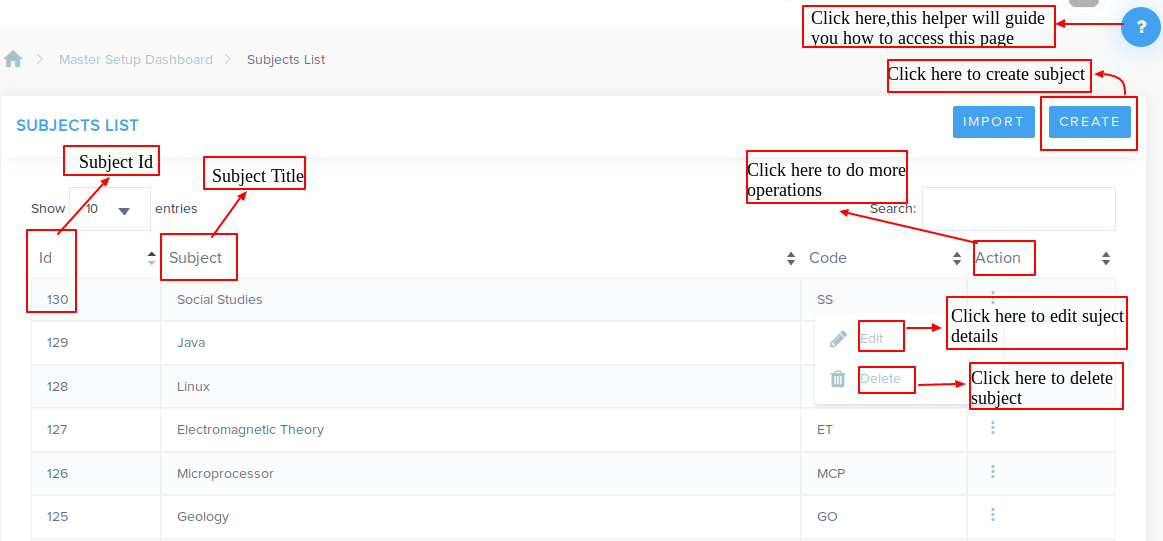 Click here,this helper will guide
you how to access this page
?
Master Setup Dashboard
Subjects List
Click here to create subject
SUBJECTS LIST
IMPORT
CREATE
Subject Id
Subject Title
Click here to do more
operations
Show 10 entries
Search:
Id
Subject
Code
Action
130
Social Studies
SS
Click here to edit suject
details
129
Java
Edit
128
Linux
Delete
Click here to delete
subject
127
Electromagnetic Theory
ET
126
Microprocessor
MCP
125
Geology
GO